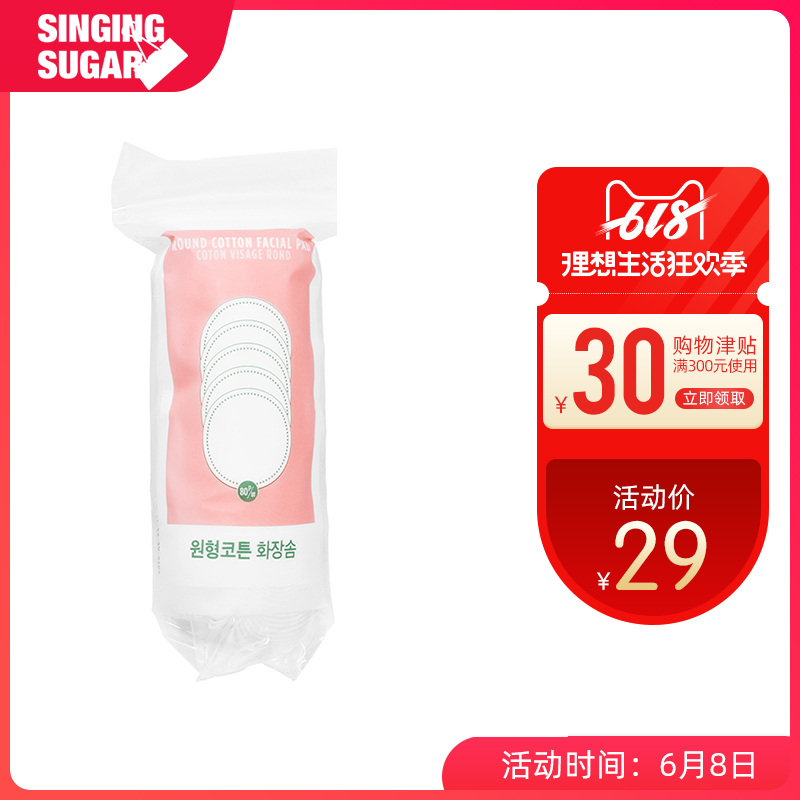 SINGING
SUGAR
ROUND COTTON FACIAL PAD
COTON VISAGE ROND
80
원형코튼 화장솜
618
理想生活狂欢季
¥30
购物津贴
满300元使用
立即领取
活动价
¥29
活动时间：6月8日